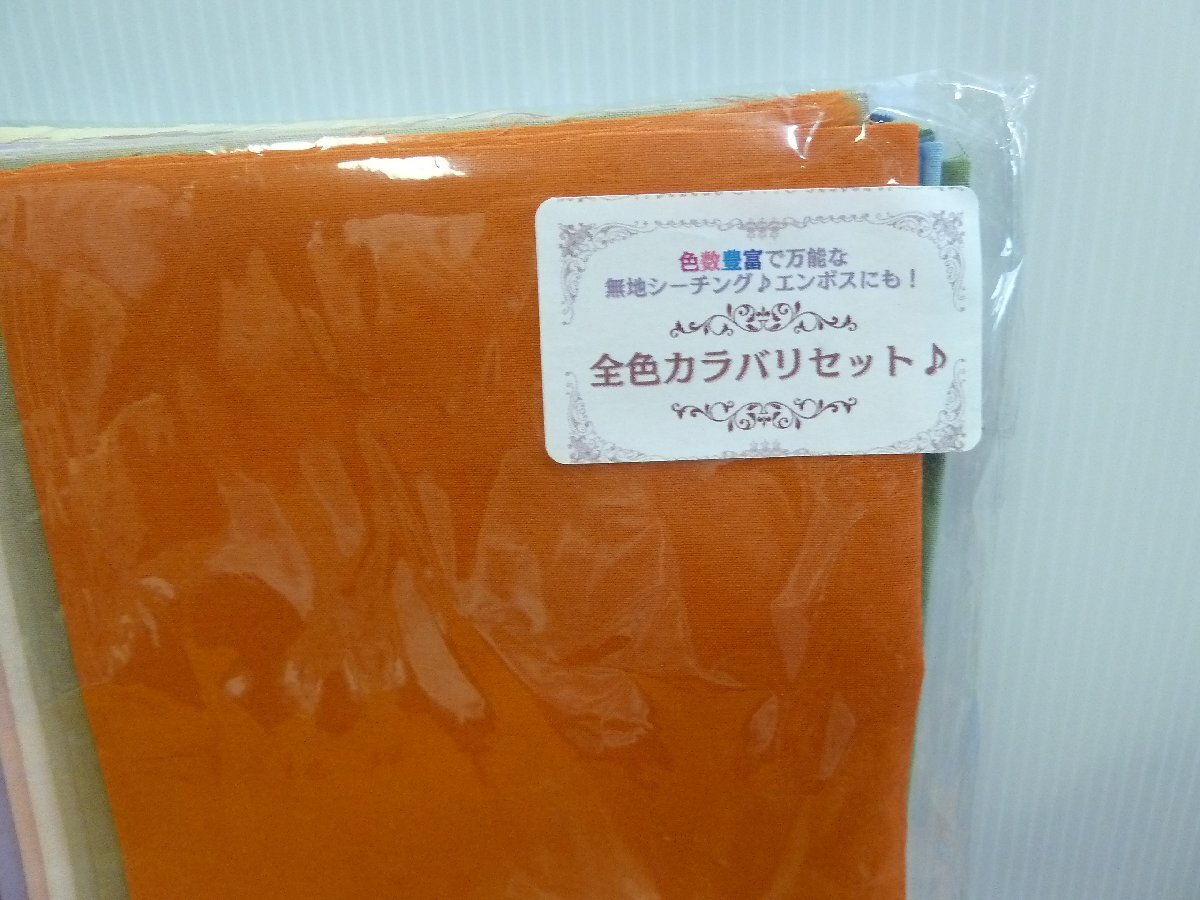 色数豊富で万能な
無地シーチング♪エンボスにも！
全色カラバリセット♪